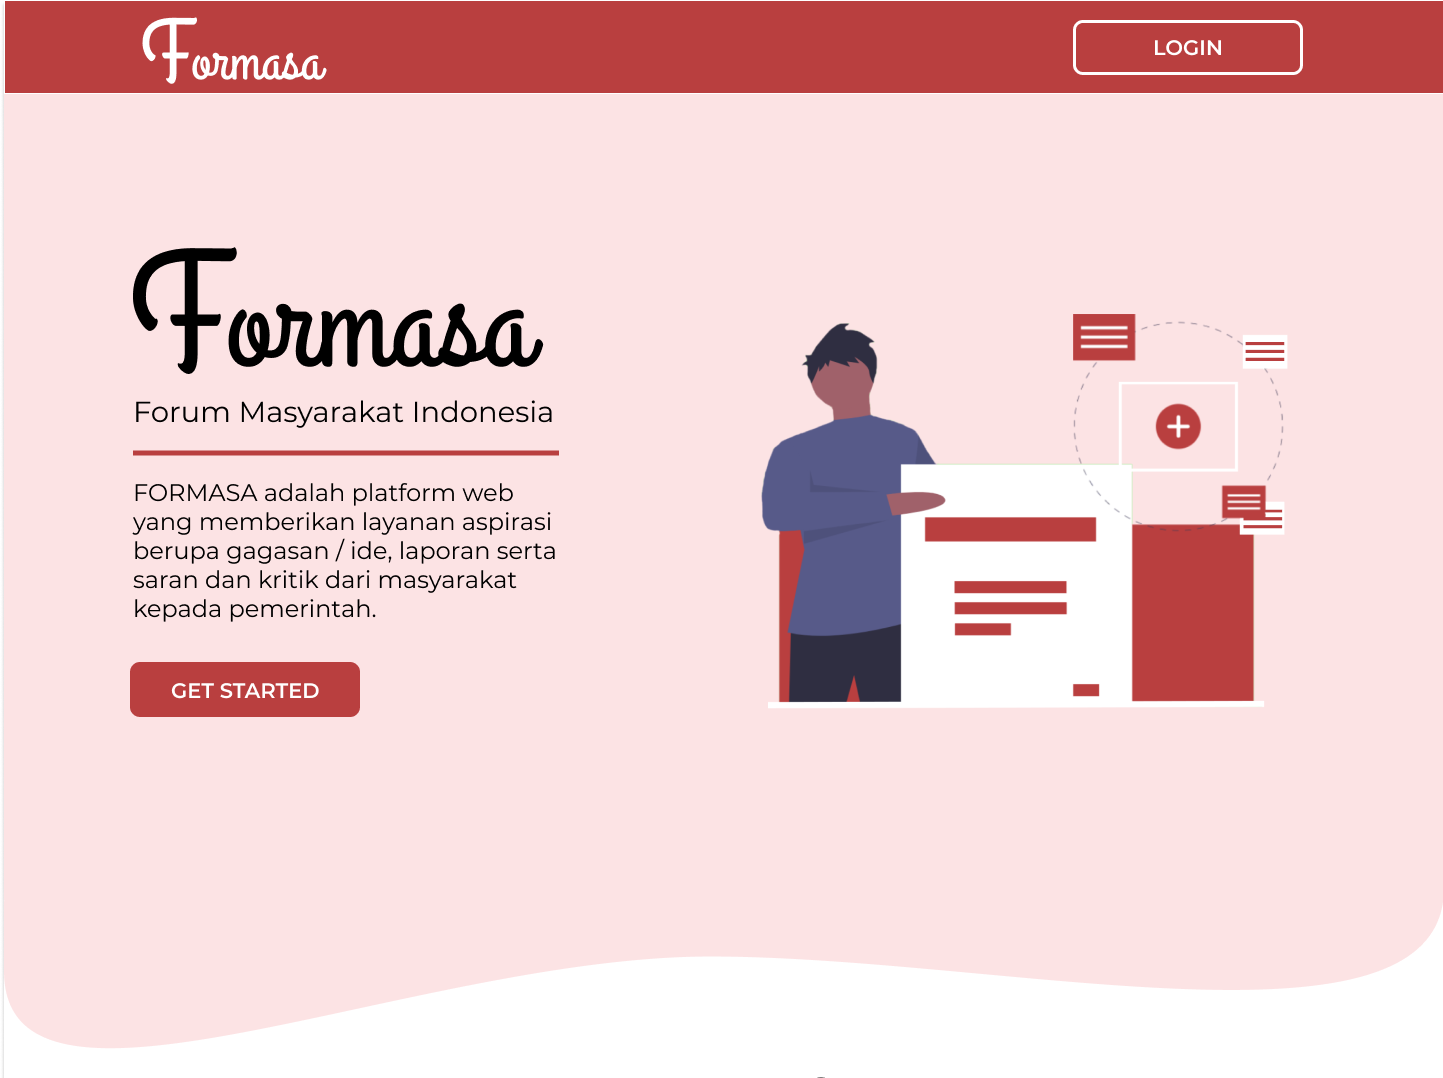 Formasa
LOGIN
Formasa
Forum Masyarakat Indonesia
FORMASA adalah platform web
yang memberikan layanan aspirasi
berupa gagasan / ide, laporan serta
saran dan kritik dari masyarakat
kepada pemerintah.
GET STARTED